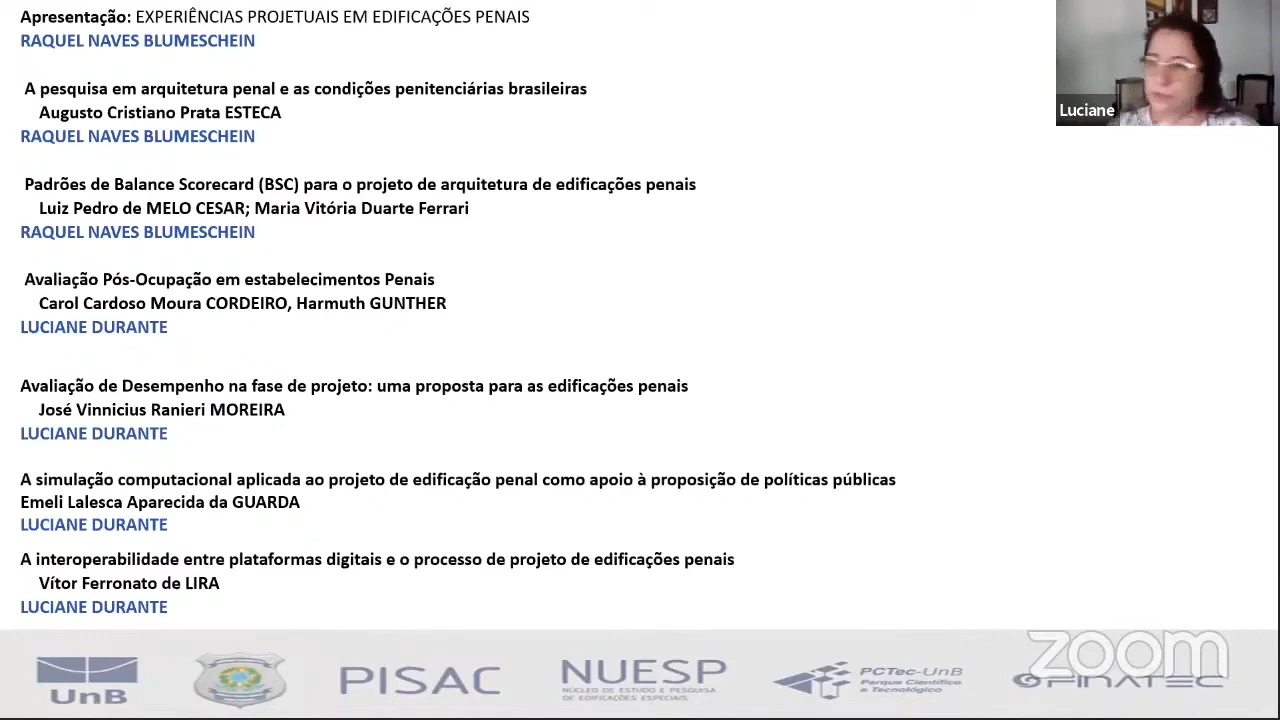 Apresentação: EXPERIÊNCIAS PROJETUAIS EM EDIFICAÇÕES PENAIS
RAQUEL NAVES BLUMESCHEIN
A pesquisa em arquitetura penal e as condições penitenciárias brasileiras
Augusto Cristiano Prata ESTECA
RAQUEL NAVES BLUMESCHEIN
Padrões de Balance Scorecard (BSC) para o projeto de arquitetura de edificações penais
Luiz Pedro de MELO CESAR; Maria Vitória Duarte Ferrari
RAQUEL NAVES BLUMESCHEIN
Avaliação Pós-Ocupação em estabelecimentos Penais
Carol Cardoso Moura CORDEIRO, Harmuth GUNTHER
LUCIANE DURANTE
Avaliação de Desempenho na fase de projeto: uma proposta para as edificações penais
José Vinnicius Ranieri MOREIRA
LUCIANE DURANTE
A simulação computacional aplicada ao projeto de edificação penal como apoio à proposição de políticas públicas
Emeli Lalesca Aparecida da GUARDA
LUCIANE DURANTE
A interoperabilidade entre plataformas digitais e o processo de projeto de edificações penais
Vítor Ferronato de LIRA
LUCIANE DURANTE
Luciane
UnB
PISAC
NUESP
NÚCLEO DE ESTUDO E PESQUISA
DE EDIFICAÇÕES ESPECIAIS
PCTec-UnB
Parque Científico
e Tecnológico
zoom
FINATEC